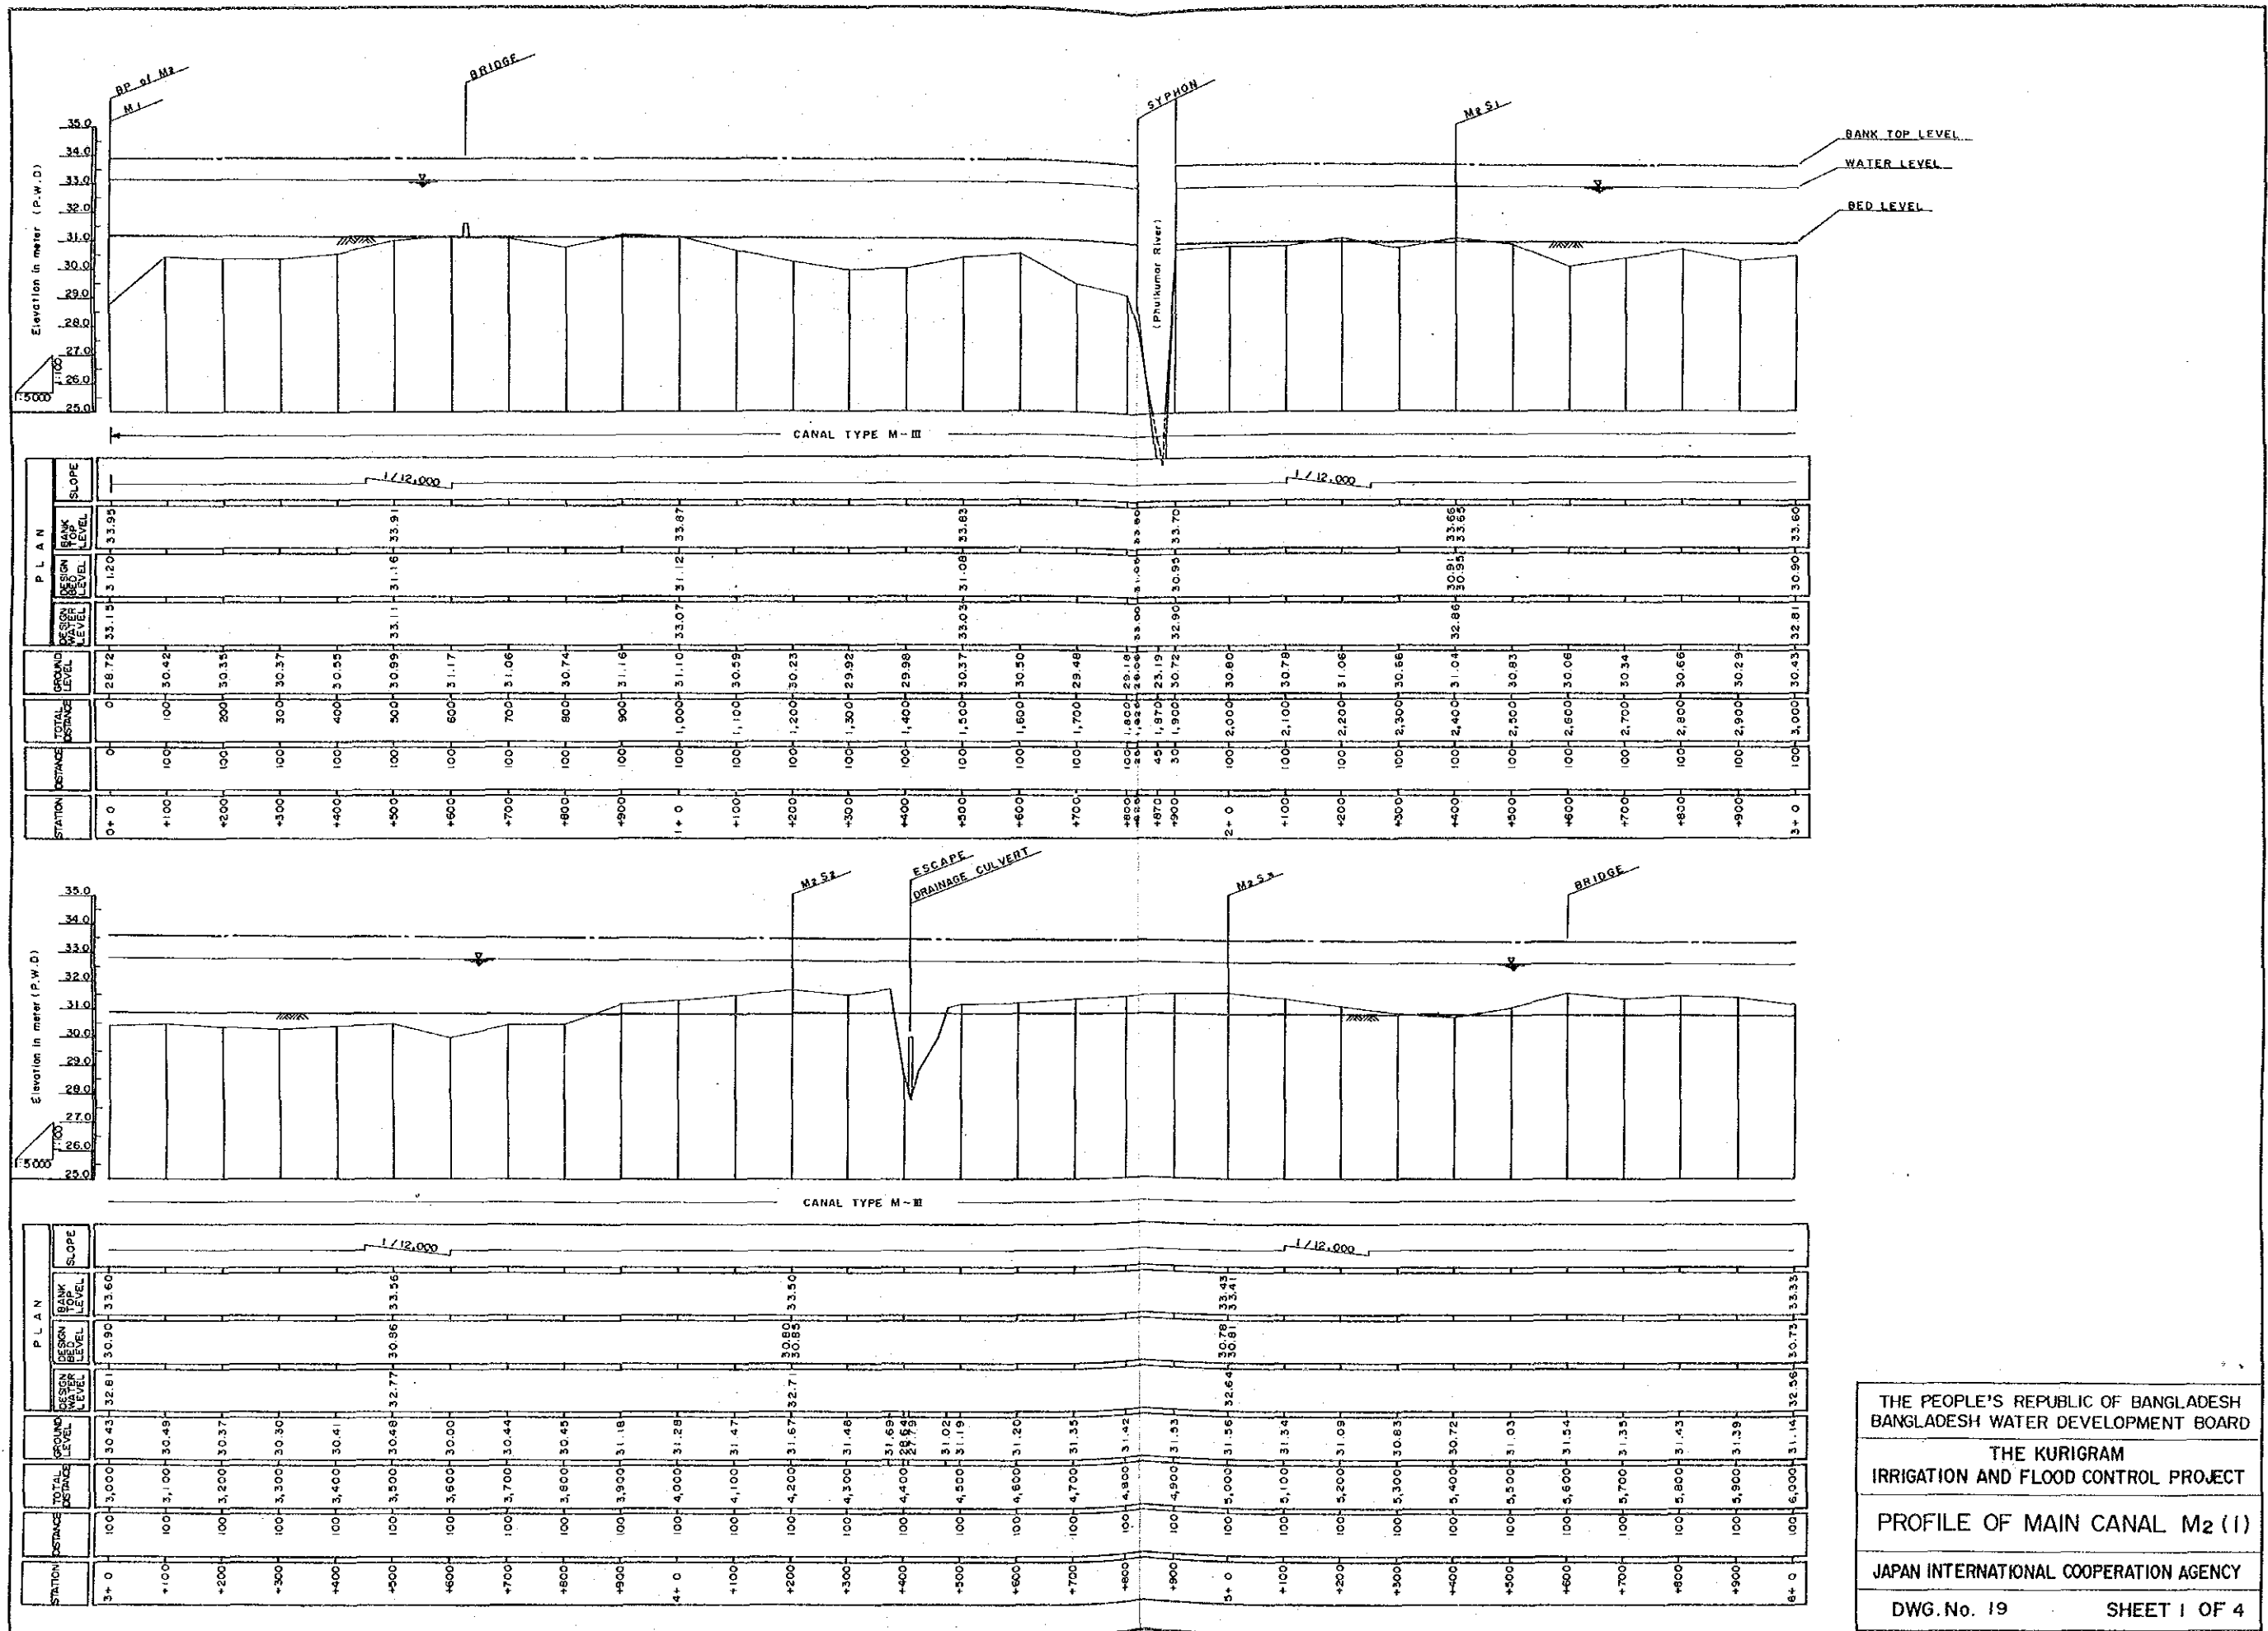 BP of M2
M1
BRIDGE
SYPHON
M2 S1
BANK TOP LEVEL
WATER LEVEL
BED LEVEL
(Phulkumar River)
Elevation in meter (P.W.D)
35.0
34.0
33.0
32.0
31.0
30.0
29.0
28.0
27.0
26.0
25.0
1:100
1:5000
CANAL TYPE M-III
PLAN
SLOPE 1/12,000 1/12,000
BANK TOP LEVEL 33.95 33.91 33.87 33.83 33.70 33.66 33.65 33.60
DESIGN BED LEVEL 31.20 31.16 31.12 31.08 30.95 30.91 30.95 30.90
DESIGN WATER LEVEL 33.15 33.11 33.07 33.03 33.00 32.90 32.86 32.81
GROUND LEVEL 28.72 30.42 30.35 30.37 30.55 30.99 31.17 31.06 30.74 31.16 31.10 30.59 30.23 29.92 29.98 30.37 30.50 29.48 29.18 23.19 30.72 30.80 30.78 31.06 30.66 31.04 30.83 30.06 30.34 30.66 30.29 30.43
TOTAL DISTANCE 0 100 200 300 400 500 600 700 800 900 1,000 1,100 1,200 1,300 1,400 1,500 1,600 1,700 1,800 1,870 1,900 2,000 2,100 2,200 2,300 2,400 2,500 2,600 2,700 2,800 2,900 3,000
DISTANCE 0 100 100 100 100 100 100 100 100 100 100 100 100 100 100 100 100 100 100 45 30 100 100 100 100 100 100 100 100 100 100 100
STATION 0+0 +100 +200 +300 +400 +500 +600 +700 +800 +900 1+0 +100 +200 +300 +400 +500 +600 +700 +800 +870 +900 2+0 +100 +200 +300 +400 +500 +600 +700 +800 +900 3+0
M2 S2
ESCAPE
DRAINAGE CULVERT
M2 S3
BRIDGE
Elevation in meter (P.W.D)
35.0
34.0
33.0
32.0
31.0
30.0
29.0
28.0
27.0
26.0
25.0
1:100
1:5000
CANAL TYPE M-III
PLAN
SLOPE 1/12,000 1/12,000
BANK TOP LEVEL 33.60 33.56 33.50 33.43 33.41 33.33
DESIGN BED LEVEL 30.90 30.86 30.80 30.85 30.78 30.81 30.73
DESIGN WATER LEVEL 32.81 32.77 32.71 32.64 32.56
GROUND LEVEL 30.43 30.49 30.37 30.30 30.41 30.48 30.00 30.44 30.45 31.18 31.28 31.47 31.67 31.48 31.69 28.64 27.79 31.02 31.19 31.20 31.35 31.42 31.53 31.56 31.34 31.09 30.83 30.72 31.03 31.54 31.35 31.43 31.39 31.14
TOTAL DISTANCE 3,000 3,100 3,200 3,300 3,400 3,500 3,600 3,700 3,800 3,900 4,000 4,100 4,200 4,300 4,400 4,500 4,600 4,700 4,800 4,900 5,000 5,100 5,200 5,300 5,400 5,500 5,600 5,700 5,800 5,900 6,000
DISTANCE 100 100 100 100 100 100 100 100 100 100 100 100 100 100 100 100 100 100 100 100 100 100 100 100 100 100 100 100 100 100 100
STATION 3+0 +100 +200 +300 +400 +500 +600 +700 +800 +900 4+0 +100 +200 +300 +400 +500 +600 +700 +800 +900 5+0 +100 +200 +300 +400 +500 +600 +700 +800 +900 6+0
THE PEOPLE'S REPUBLIC OF BANGLADESH
BANGLADESH WATER DEVELOPMENT BOARD
THE KURIGRAM
IRRIGATION AND FLOOD CONTROL PROJECT
PROFILE OF MAIN CANAL M2 (1)
JAPAN INTERNATIONAL COOPERATION AGENCY
DWG. No. 19 SHEET 1 OF 4